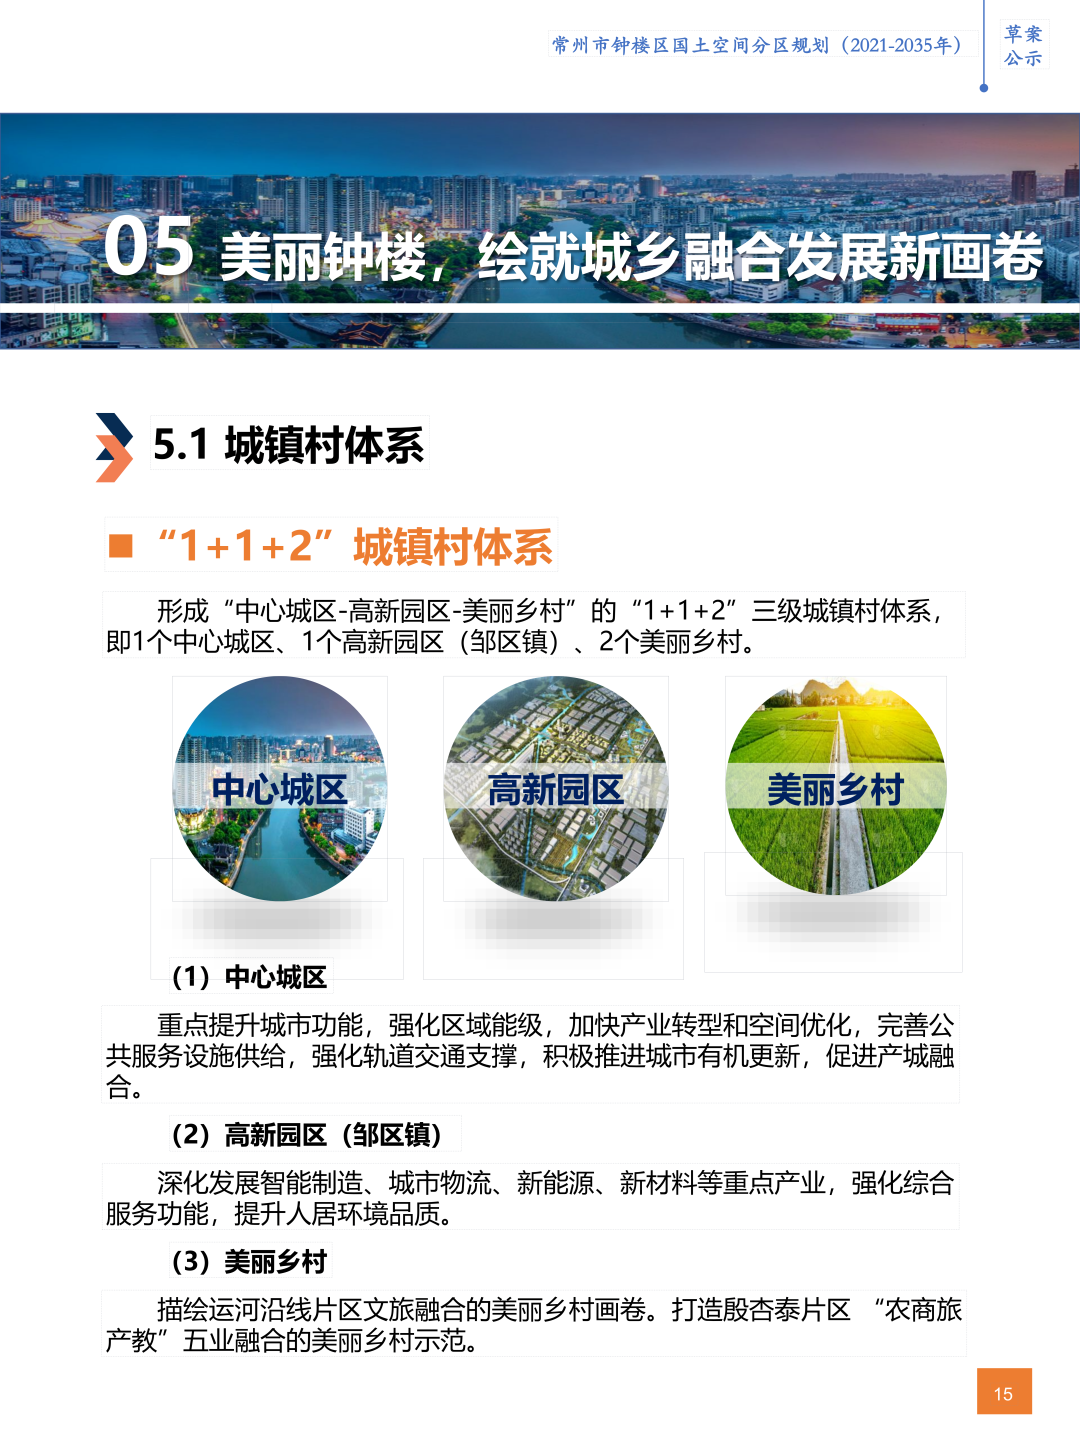 常州市钟楼区国土空间分区规划（2021-2035年）
草案
公示
05 美丽钟楼，绘就城乡融合发展新画卷
5.1 城镇村体系
■ “1+1+2”城镇村体系
形成“中心城区-高新园区-美丽乡村”的“1+1+2”三级城镇村体系，
即1个中心城区、1个高新园区（邹区镇）、2个美丽乡村。
中心城区
高新园区
美丽乡村
（1）中心城区
重点提升城市功能，强化区域能级，加快产业转型和空间优化，完善公
共服务设施供给，强化轨道交通支撑，积极推进城市有机更新，促进产城融
合。
（2）高新园区（邹区镇）
深化发展智能制造、城市物流、新能源、新材料等重点产业，强化综合
服务功能，提升人居环境品质。
（3）美丽乡村
描绘运河沿线片区文旅融合的美丽乡村画卷。打造殷杏泰片区 “农商旅
产教”五业融合的美丽乡村示范。
15